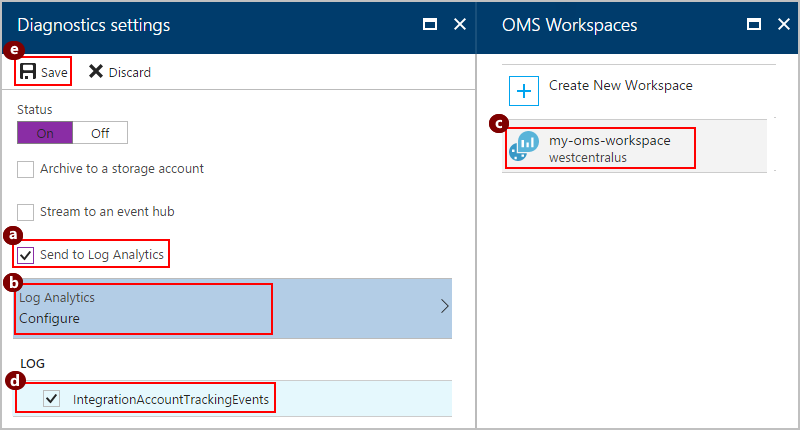 Diagnostics settings
e
Save
Discard
Status
On
Off
Archive to a storage account
Stream to an event hub
a
Send to Log Analytics
b
Log Analytics
Configure
LOG
d
IntegrationAccountTrackingEvents
OMS Workspaces
Create New Workspace
c
my-oms-workspace
westcentralus